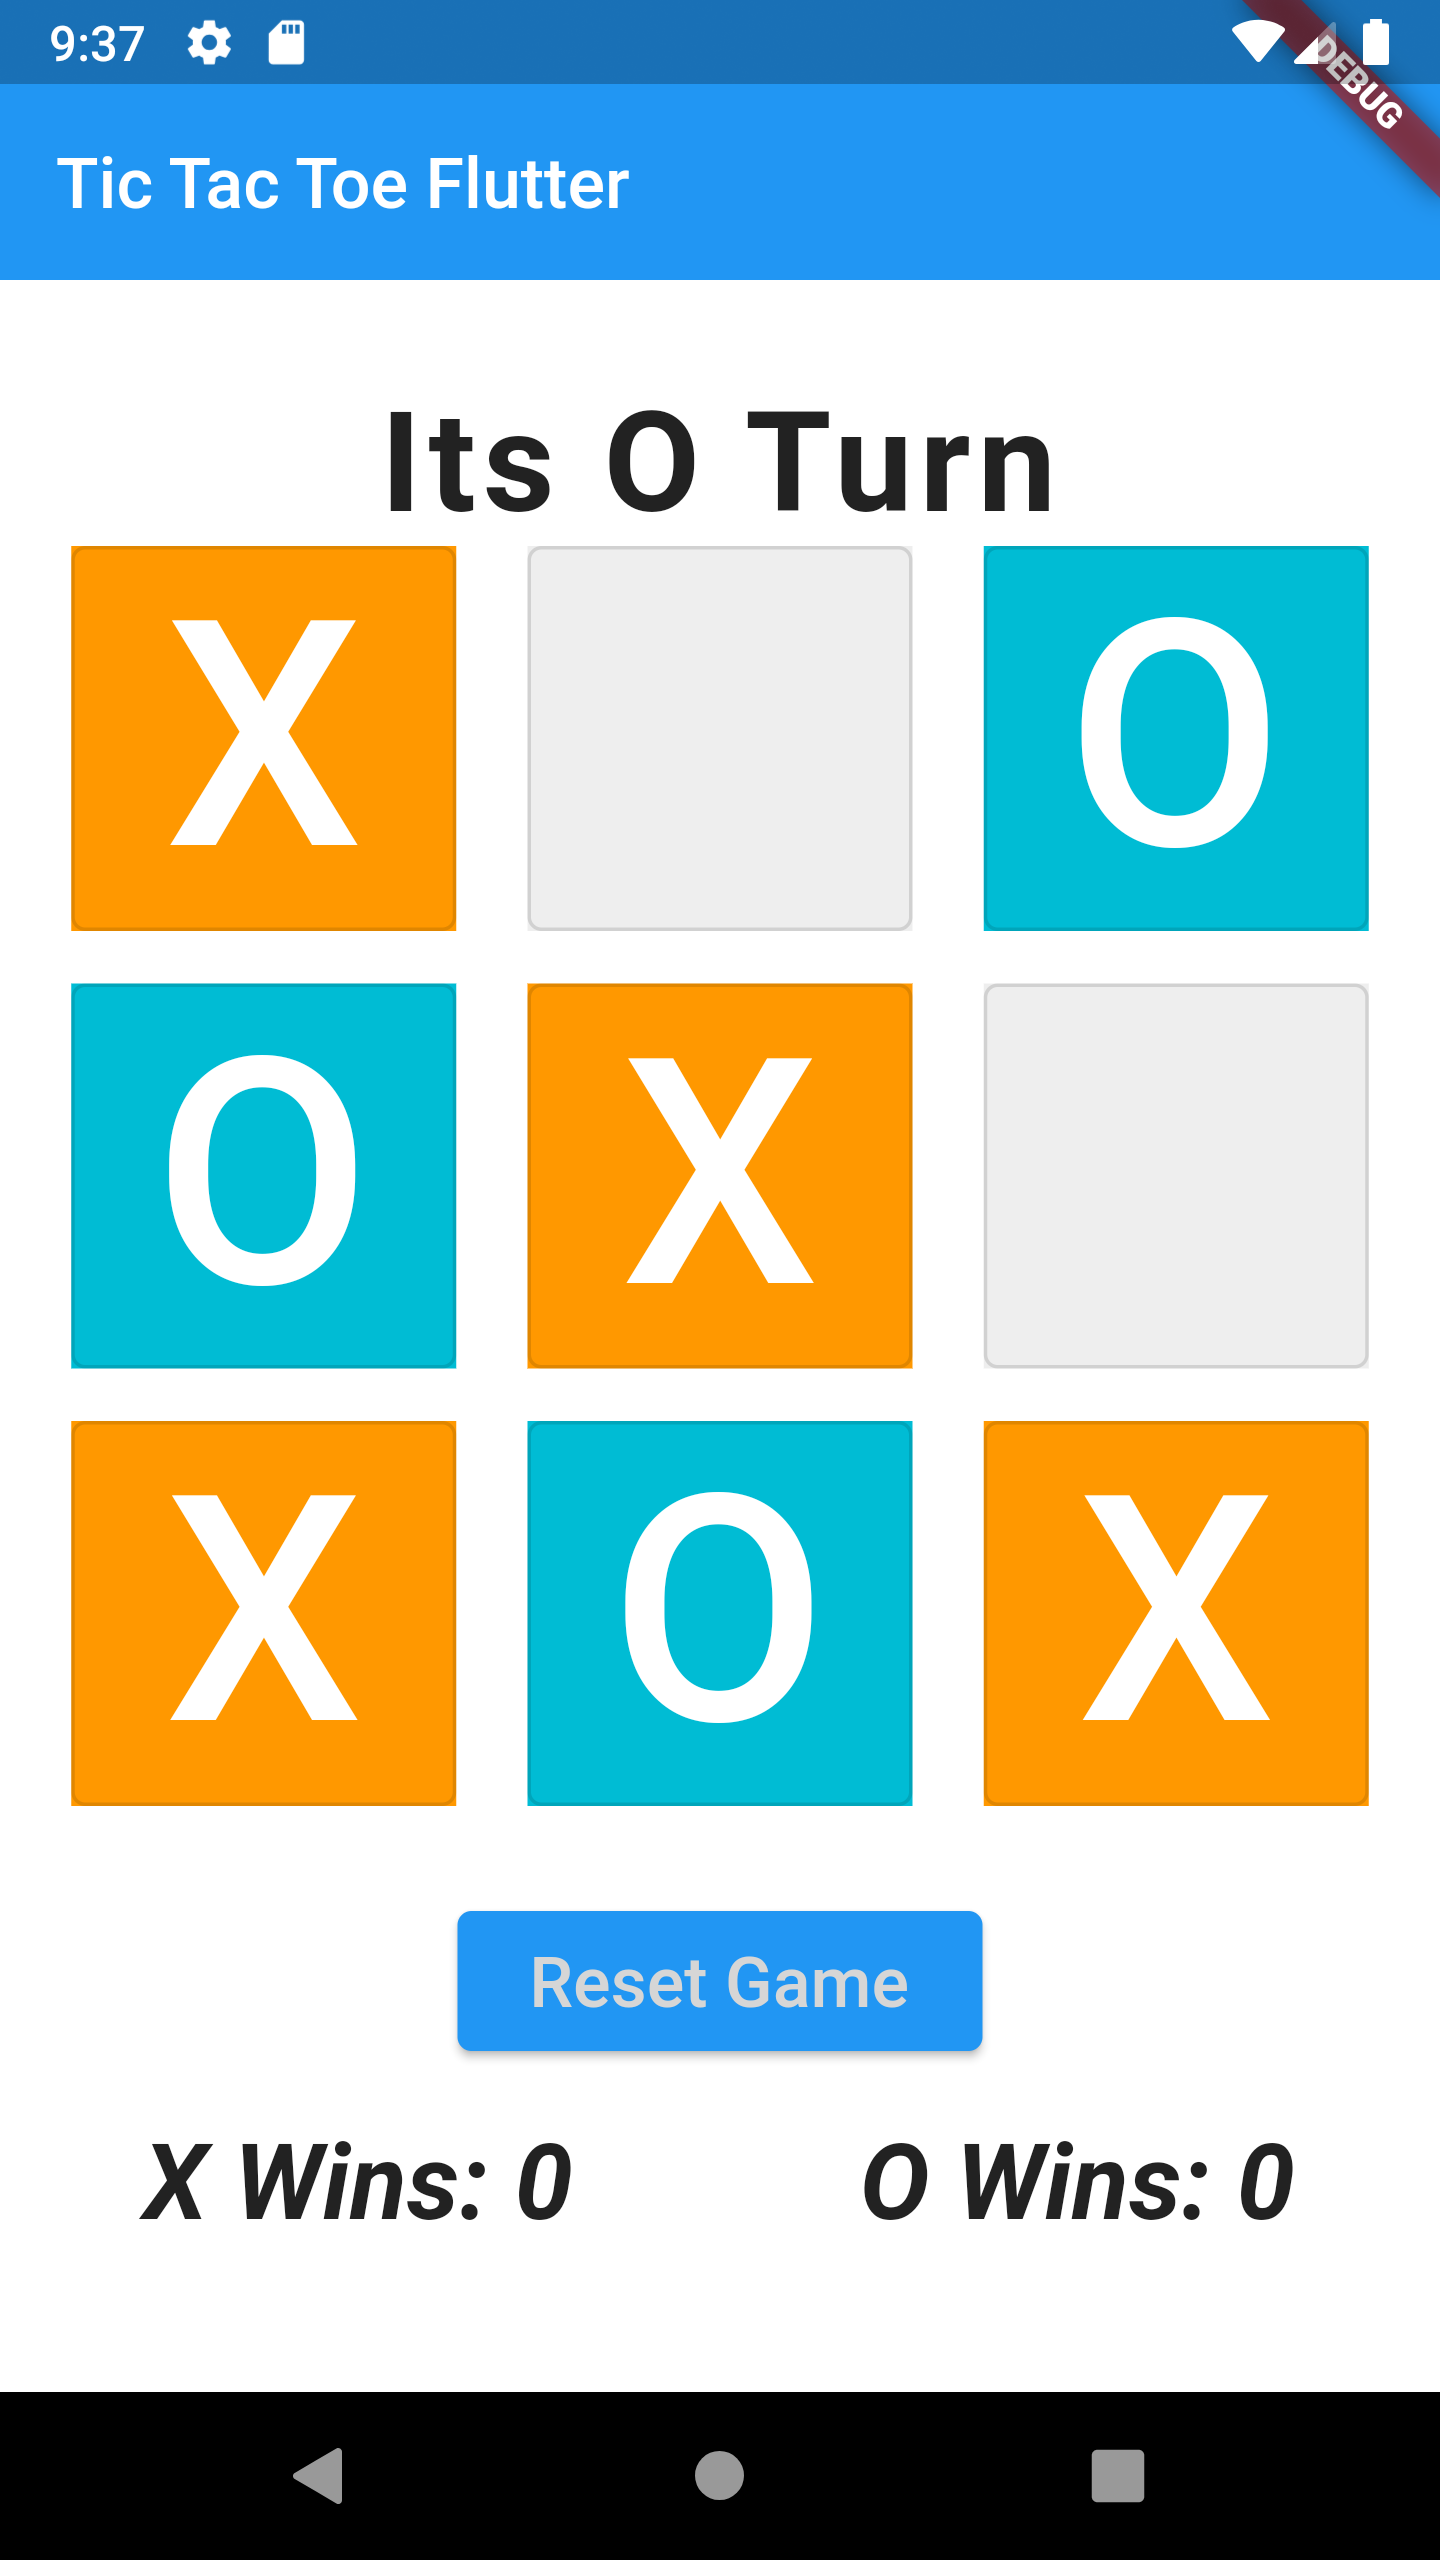 9:37
DEBUG
Tic Tac Toe Flutter
Its O Turn
X O
O X
X O X
Reset Game
X Wins: 0 O Wins: 0